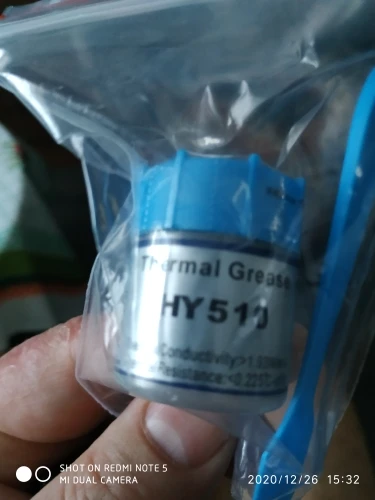 Thermal Grease
HY510
Conductivity>1.93W/
Resistance:<0.225℃-
SHOT ON REDMI NOTE 5
MI DUAL CAMERA
2020/12/26 15:32